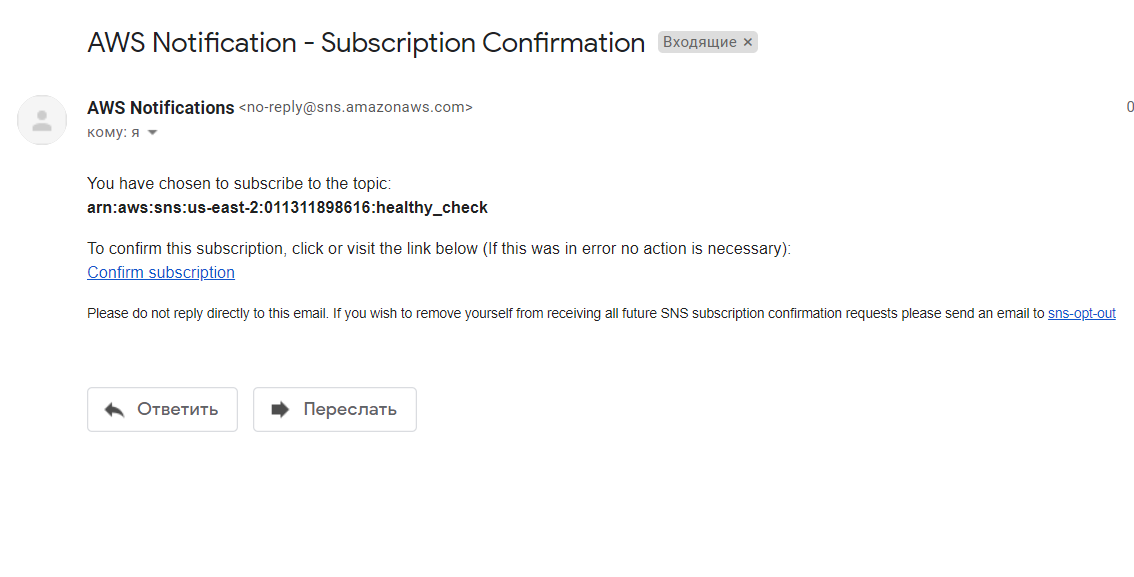 AWS Notification - Subscription Confirmation Входящие ×
AWS Notifications <no-reply@sns.amazonaws.com> 0
кому: я
You have chosen to subscribe to the topic:
arn:aws:sns:us-east-2:011311898616:healthy_check
To confirm this subscription, click or visit the link below (If this was in error no action is necessary):
Confirm subscription
Please do not reply directly to this email. If you wish to remove yourself from receiving all future SNS subscription confirmation requests please send an email to sns-opt-out
Ответить Переслать